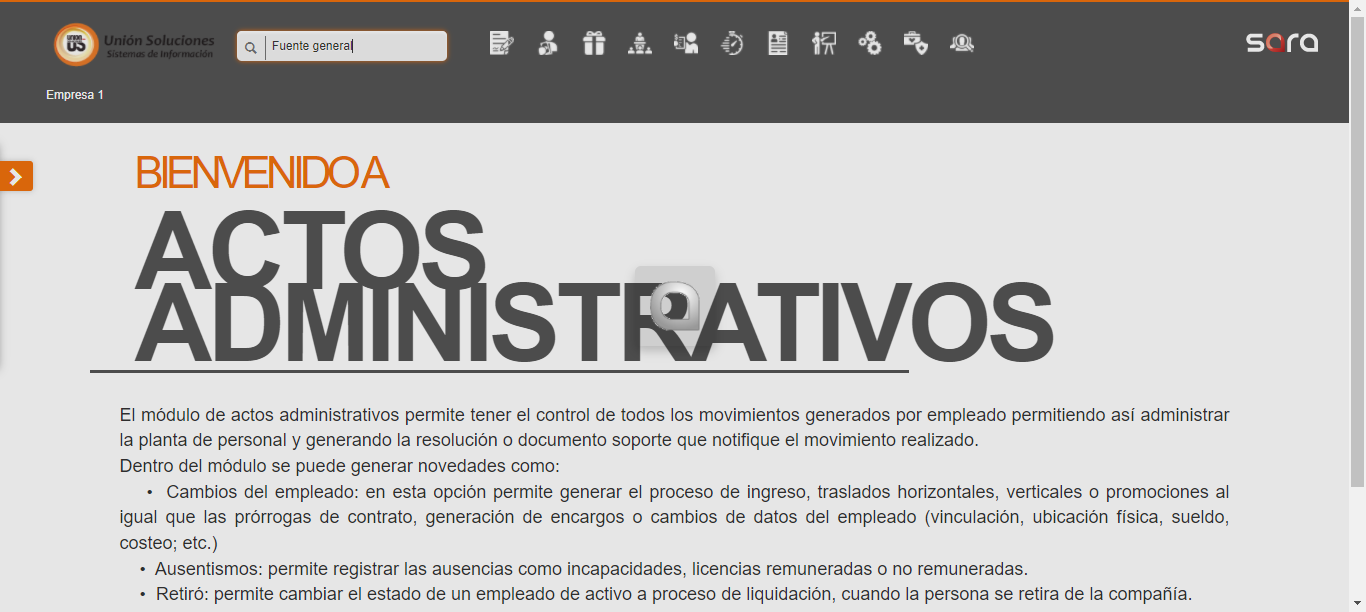 UNION
SOLUCIONES
Unión Soluciones
Sistemas de Información
Fuente general
sara
Empresa 1
BIENVENIDO A
ACTOS
ADMINISTRATIVOS
El módulo de actos administrativos permite tener el control de todos los movimientos generados por empleado permitiendo así administrar
la planta de personal y generando la resolución o documento soporte que notifique el movimiento realizado.
Dentro del módulo se puede generar novedades como:
• Cambios del empleado: en esta opción permite generar el proceso de ingreso, traslados horizontales, verticales o promociones al
igual que las prórrogas de contrato, generación de encargos o cambios de datos del empleado (vinculación, ubicación física, sueldo,
costeo; etc.)
• Ausentismos: permite registrar las ausencias como incapacidades, licencias remuneradas o no remuneradas.
• Retiró: permite cambiar el estado de un empleado de activo a proceso de liquidación, cuando la persona se retira de la compañía.